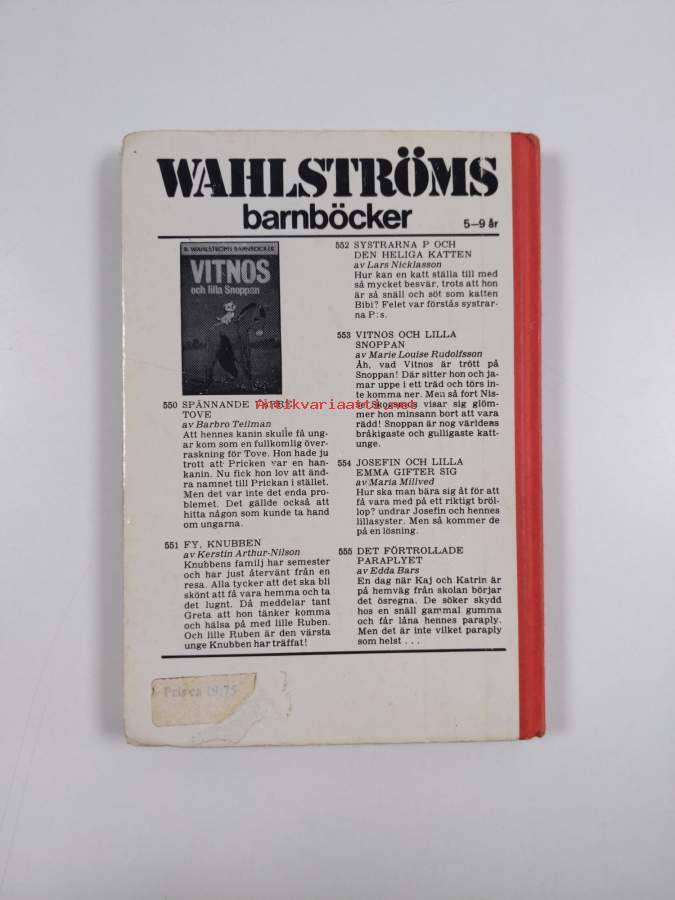 WAHLSTRÖMS
barnböcker
5–9 år
B. WAHLSTRÖMS BARNBÖCKER
VITNOS
och lilla Snoppan
550 SPÄNNANDE
TOVE
av Barbro Teilman
Att hennes kanin skulle få ung-
ar kom som en fullkomlig över-
raskning för Tove. Hon hade ju
trott att Pricken var en han-
kanin. Nu fick hon lov att änd-
ra namnet till Prickan i stället.
Men det var inte det enda pro-
blemet. Det gällde också att
hitta någon som kunde ta hand
om ungarna.
551 FY, KNUBBEN
av Kerstin Arthur-Nilson
Knubbens familj har semester
och har just återvänt från en
resa. Alla tycker att det ska bli
skönt att få vara hemma och ta
det lugnt. Då meddelar tant
Greta att hon tänker komma
och hälsa på med lille Ruben.
Och lille Ruben är den värsta
unge Knubben har träffat!
552 SYSTRARNA P OCH
DEN HELIGA KATTEN
av Lars Nicklasson
Hur kan en katt ställa till med
så mycket besvär, trots att hon
är så snäll och söt som katten
Bibi? Felet var förstås systrar-
na P:s.
553 VITNOS OCH LILLA
SNOPPAN
av Marie Louise Rudolfsson
Åh, vad Vitnos är trött på
Snoppan! Där sitter hon och ja-
mar uppe i ett träd och törs in-
te komma ner. Men så fort Nis-
se Skogsmds visar sig glöm-
mer hon minsann bort att vara
rädd! Snoppan är nog världens
bråkigaste och gulligaste katt-
unge.
554 JOSEFIN OCH LILLA
EMMA GIFTER SIG
av Maria Millved
Hur ska man bära sig åt för att
få vara med på ett riktigt bröl-
lop? undrar Josefin och hennes
lillasyster. Men så kommer de
på en lösning.
555 DET FÖRTROLLADE
PARAPLYET
av Edda Bars
En dag när Kaj och Katrin är
på hemväg från skolan börjar
det ösregna. De söker skydd
hos en snäll gammal gumma
och får låna hennes paraply.
Men det är inte vilket paraply
som helst . . .
Antikvariaatti.net
Pris ca 19:75